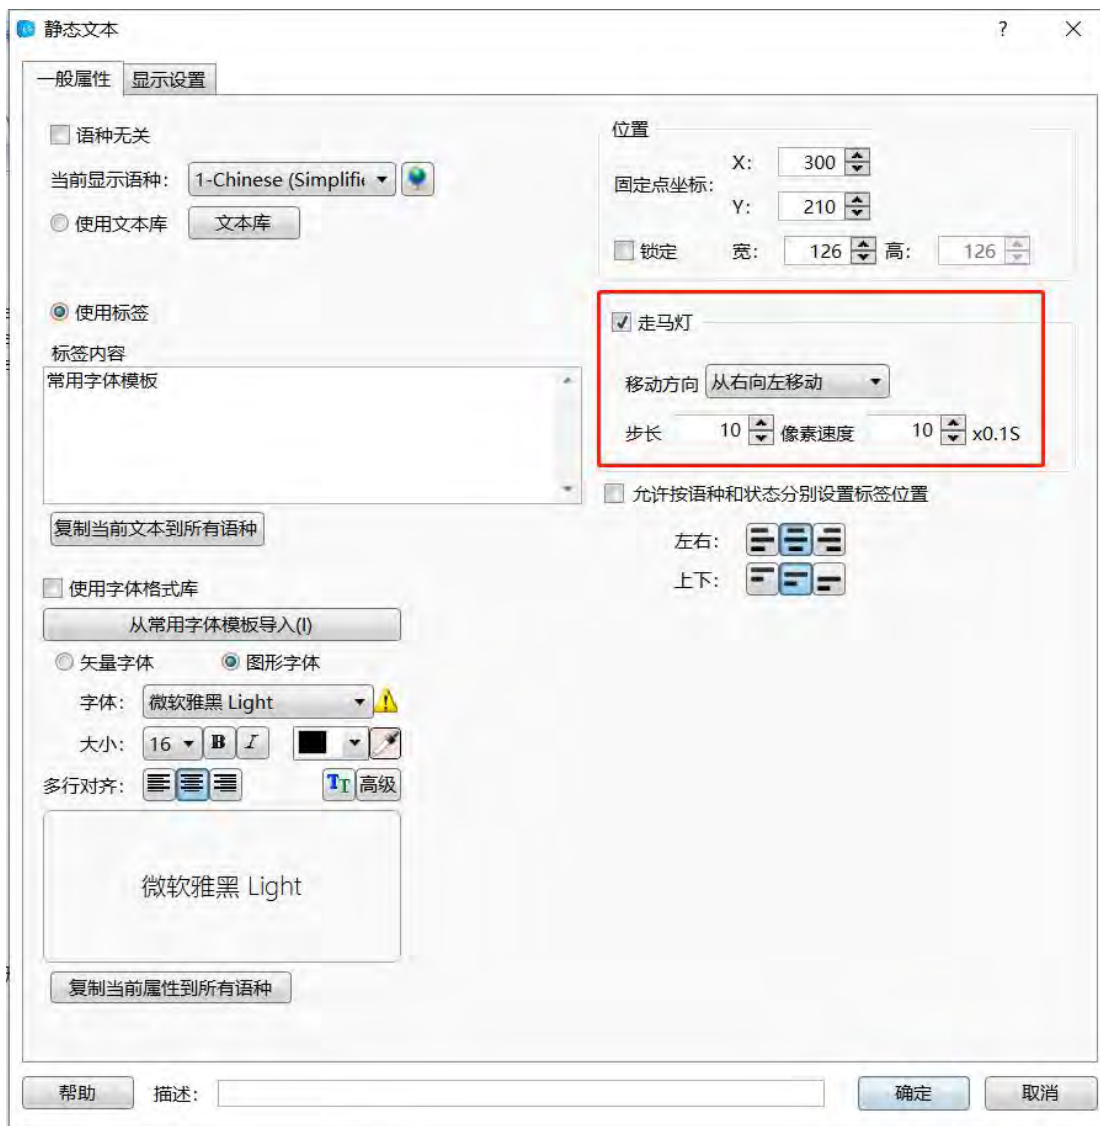 静态文本
?
一般属性 显示设置
语种无关
当前显示语种: 1-Chinese (Simplifi
使用文本库 文本库
使用标签
标签内容
常用字体模板
复制当前文本到所有语种
使用字体格式库
从常用字体模板导入(I)
矢量字体 图形字体
字体: 微软雅黑 Light
大小: 16 B I
多行对齐: TT 高级
微软雅黑 Light
复制当前属性到所有语种
位置
固定点坐标: X: 300
Y: 210
锁定 宽: 126 高: 126
走马灯
移动方向 从右向左移动
步长 10 像素速度 10 x0.1S
允许按语种和状态分别设置标签位置
左右:
上下:
帮助 描述: 确定 取消